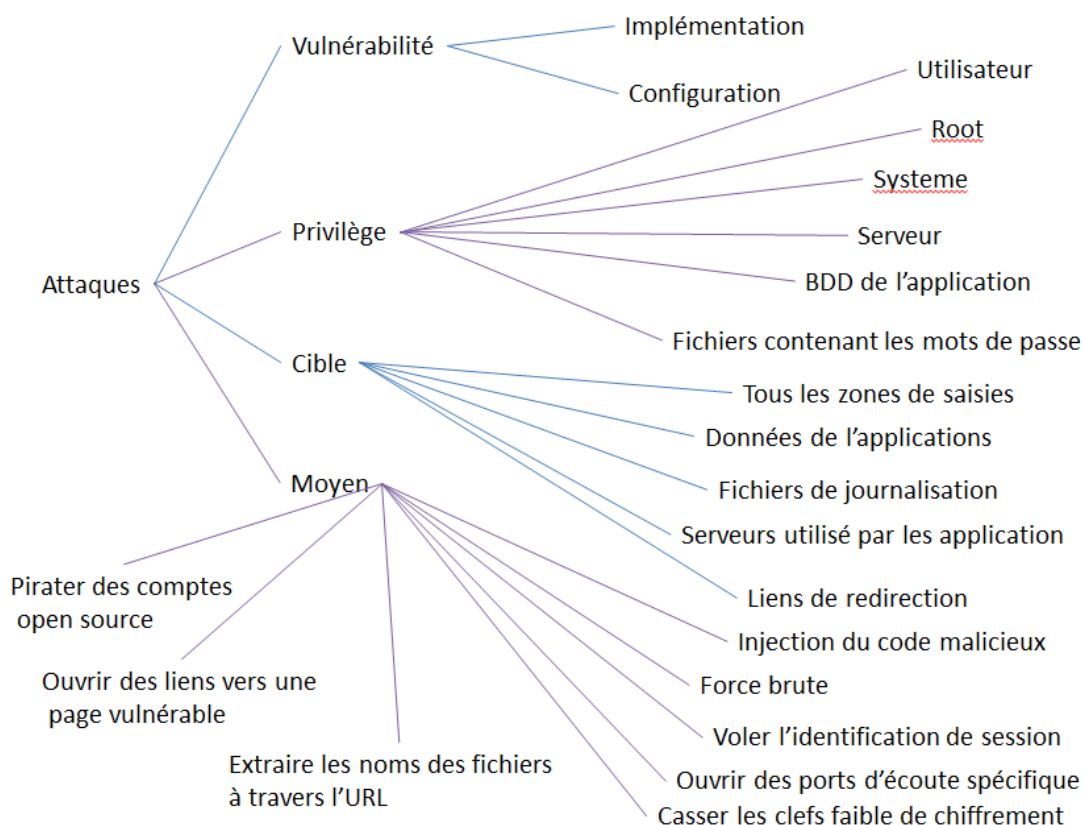 Vulnérabilité
Implémentation
Configuration
Utilisateur
Root
Systeme
Privilège
Serveur
Attaques
BDD de l'application
Fichiers contenant les mots de passe
Cible
Tous les zones de saisies
Données de l'applications
Moyen
Fichiers de journalisation
Serveurs utilisé par les application
Pirater des comptes
open source
Liens de redirection
Injection du code malicieux
Ouvrir des liens vers une
page vulnérable
Force brute
Voler l'identification de session
Extraire les noms des fichiers
à travers l'URL
Ouvrir des ports d'écoute spécifique
Casser les clefs faible de chiffrement